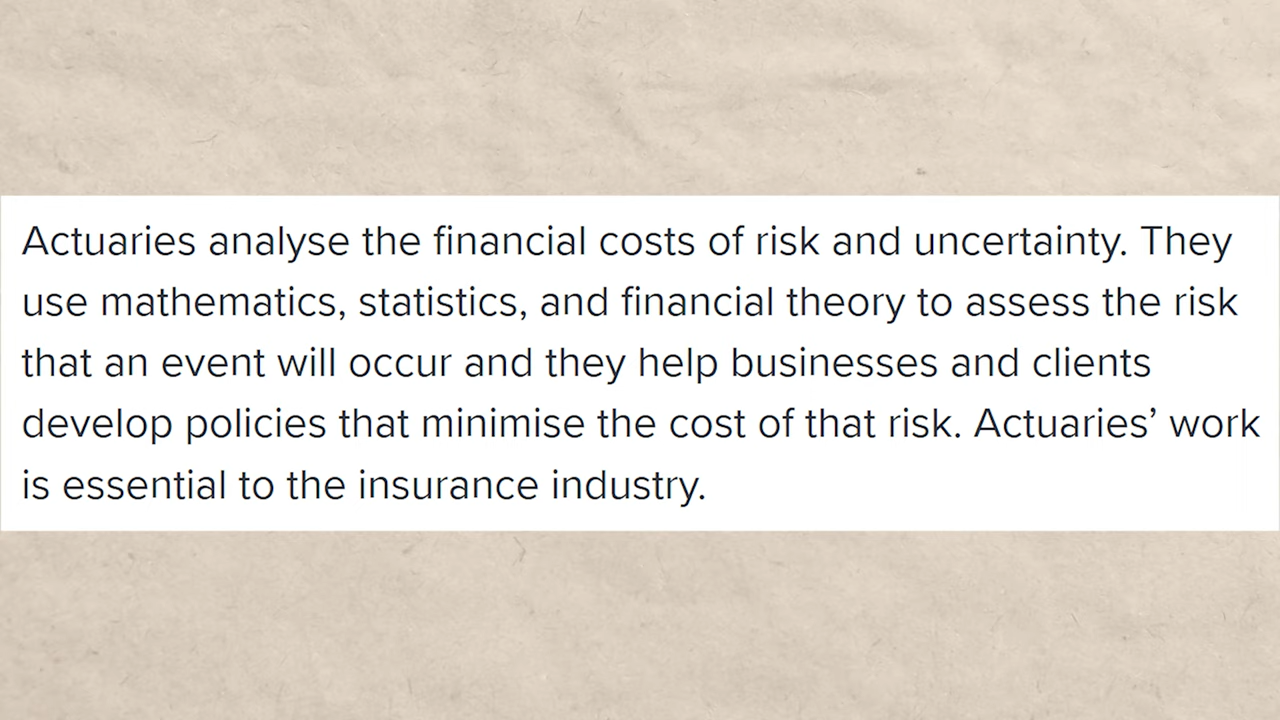 Actuaries analyse the financial costs of risk and uncertainty. They
use mathematics, statistics, and financial theory to assess the risk
that an event will occur and they help businesses and clients
develop policies that minimise the cost of that risk. Actuaries’ work
is essential to the insurance industry.